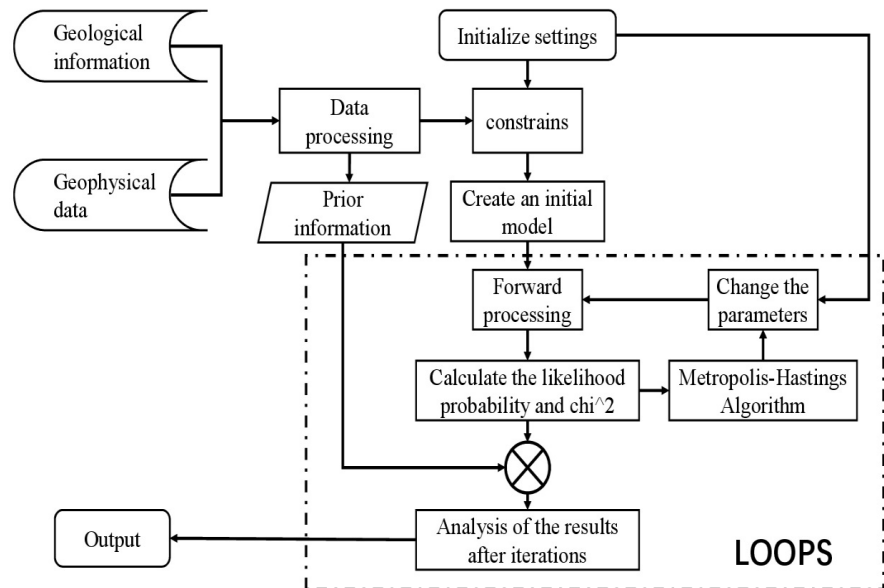 Geological
information
Initialize settings
Data
processing
constrains
Geophysical
data
Prior
information
Create an initial
model
Forward
processing
Change the
parameters
Calculate the likelihood
probability and chi^2
Metropolis-Hastings
Algorithm
Analysis of the results
after iterations
Output
LOOPS